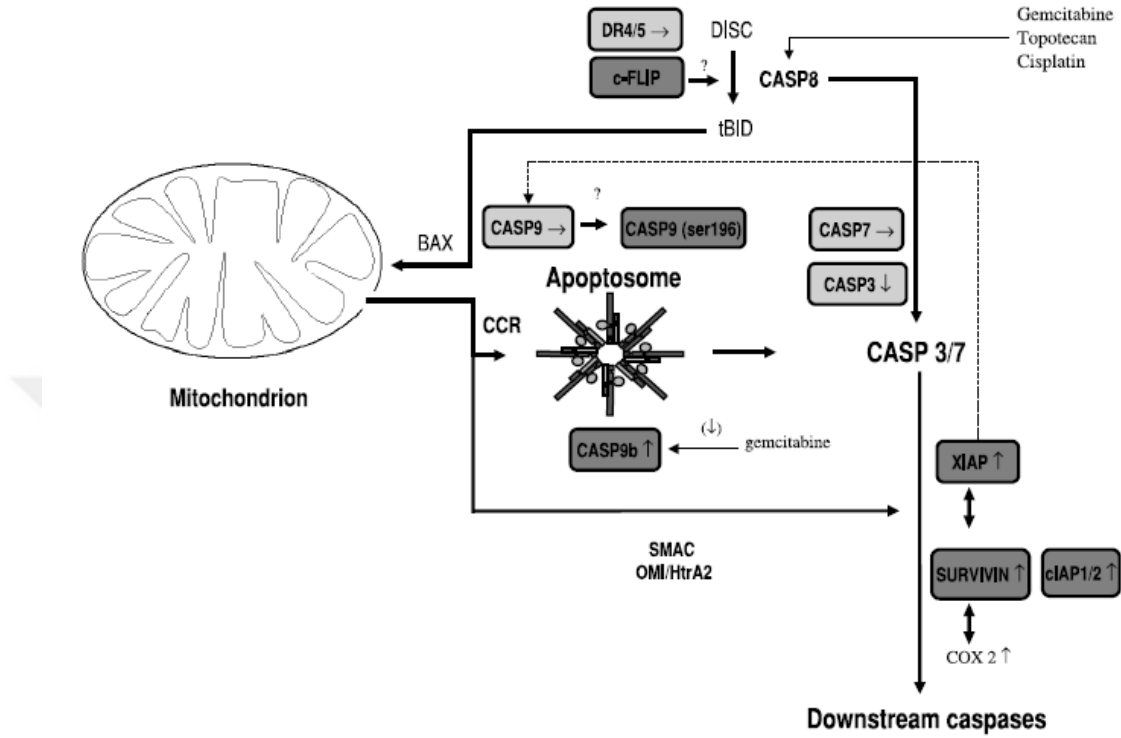 DR4/5 → DISC
Gemcitabine
Topotecan
Cisplatin
c-FLIP ? CASP8
tBID
BAX
CASP9 → ? CASP9 (ser196)
CASP7 →
CASP3 ↓
Apoptosome
CCR
CASP 3/7
Mitochondrion
CASP9b ↑ (↓) gemcitabine
XIAP ↑
SMAC
OMI/HtrA2
SURVIVIN ↑ cIAP1/2 ↑
COX 2 ↑
Downstream caspases